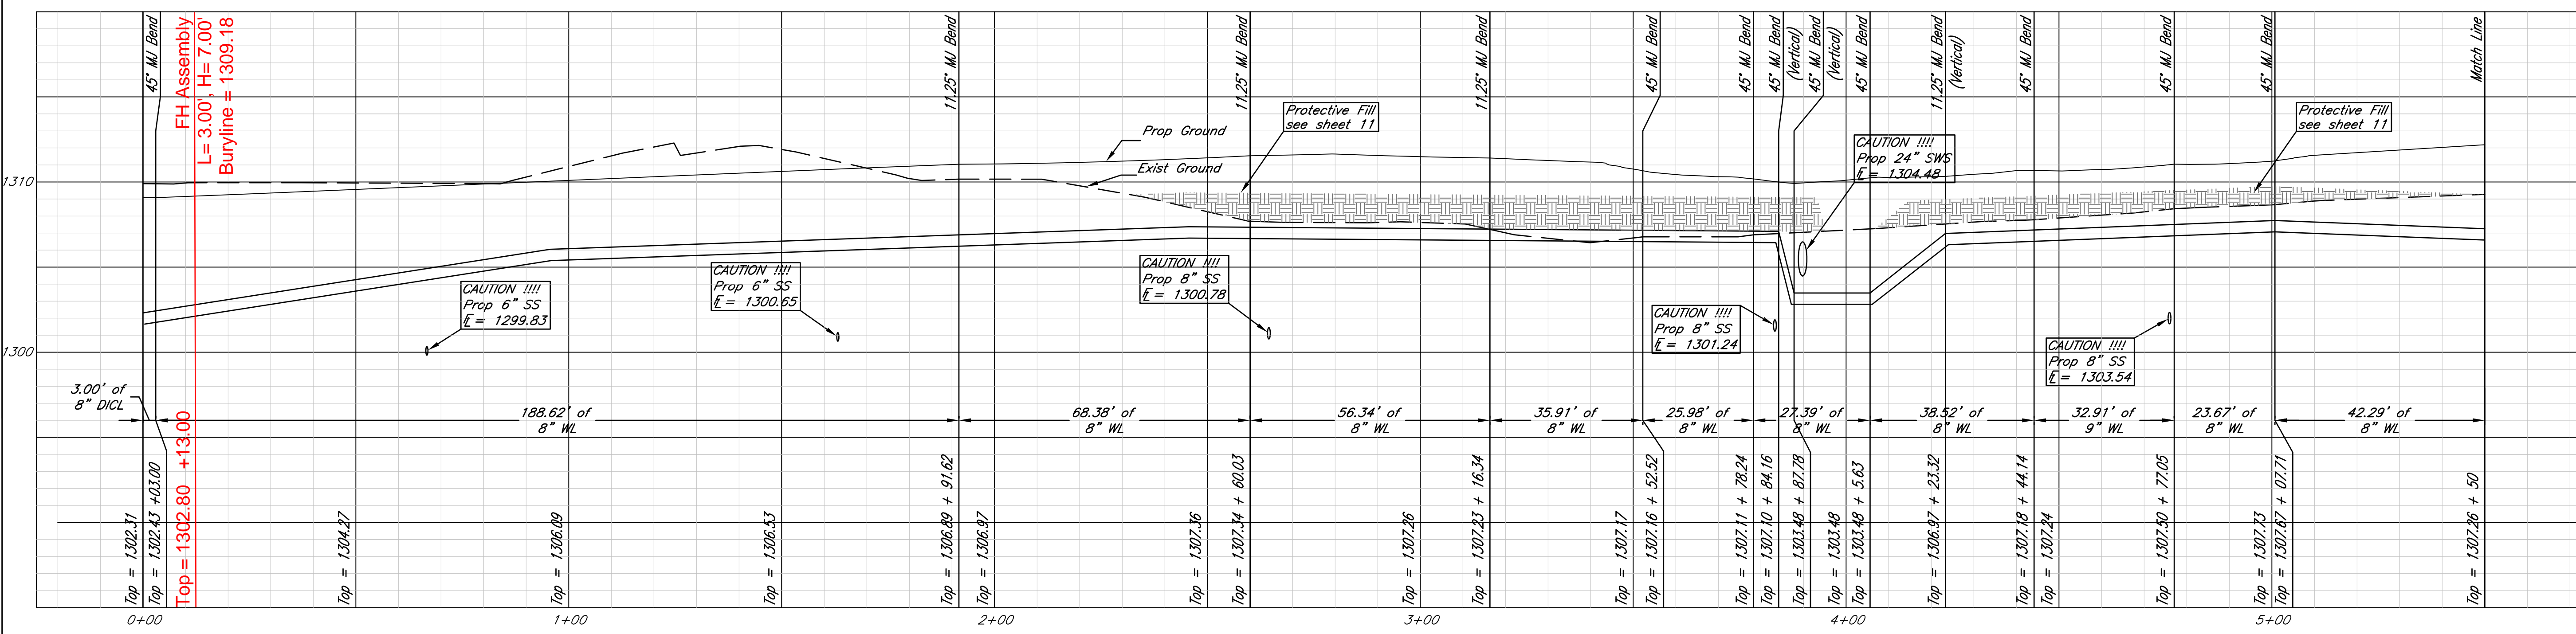 45° MJ Bend
FH Assembly
L= 3.00', H= 7.00'
Buryline = 1309.18
11.25° MJ Bend
11.25° MJ Bend
11.25° MJ Bend
45° MJ Bend
45° MJ Bend
45° MJ Bend
(Vertical)
45° MJ Bend
(Vertical)
45° MJ Bend
11.25° MJ Bend
(Vertical)
45° MJ Bend
45° MJ Bend
45° MJ Bend
Match Line
Prop Ground
Exist Ground
Protective Fill
see sheet 11
CAUTION !!!!
Prop 24" SWS
FL = 1304.48
Protective Fill
see sheet 11
1310
1300
CAUTION !!!!
Prop 6" SS
FL = 1299.83
CAUTION !!!!
Prop 6" SS
FL = 1300.65
CAUTION !!!!
Prop 8" SS
FL = 1300.78
CAUTION !!!!
Prop 8" SS
FL = 1301.24
CAUTION !!!!
Prop 8" SS
FL = 1303.54
3.00' of
8" DICL
188.62' of
8" WL
68.38' of
8" WL
56.34' of
8" WL
35.91' of
8" WL
25.98' of
8" WL
27.39' of
8" WL
38.52' of
8" WL
32.91' of
9" WL
23.67' of
8" WL
42.29' of
8" WL
Top = 1302.31
Top = 1302.43 +03.00
Top = 1302.80 +13.00
Top = 1304.27
Top = 1306.09
Top = 1306.53
Top = 1306.89 + 91.62
Top = 1306.97
Top = 1307.36
Top = 1307.34 + 60.03
Top = 1307.26
Top = 1307.23 + 16.34
Top = 1307.17
Top = 1307.16 + 52.52
Top = 1307.11 + 78.24
Top = 1307.10 + 84.16
Top = 1303.48 + 87.78
Top = 1303.48
Top = 1303.48 + 5.63
Top = 1306.97 + 23.32
Top = 1307.18 + 44.14
Top = 1307.24
Top = 1307.50 + 77.05
Top = 1307.73
Top = 1307.67 + 07.71
Top = 1307.26 + 50
0+00
1+00
2+00
3+00
4+00
5+00